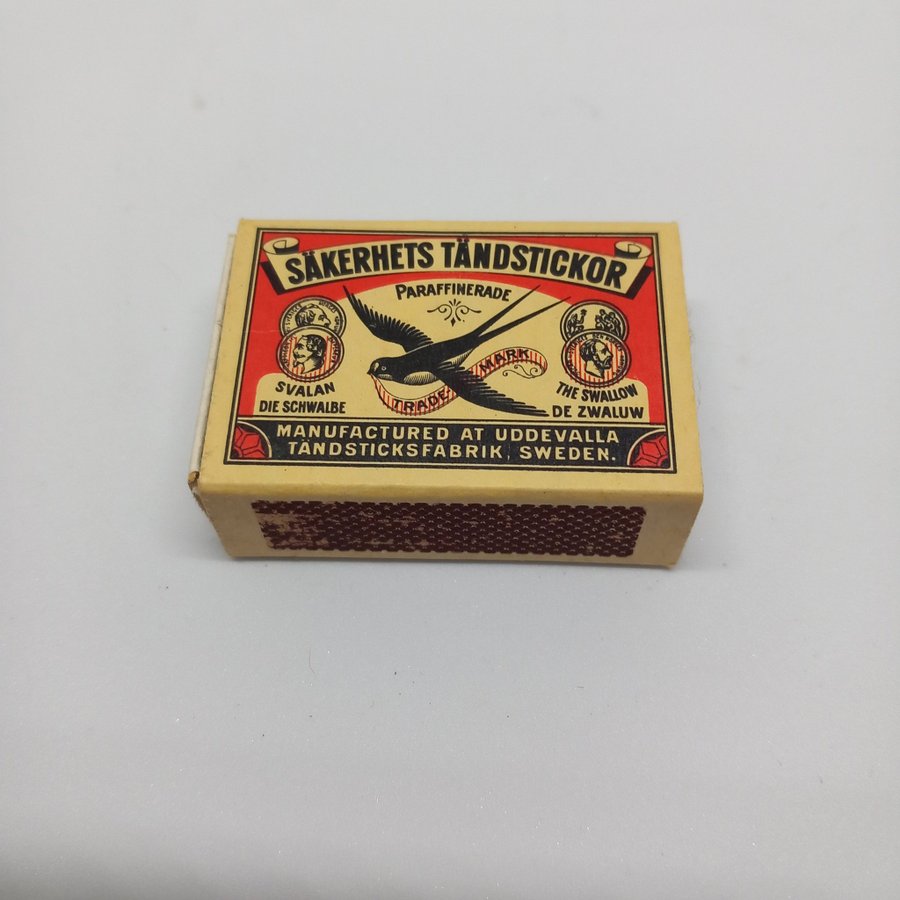 SÄKERHETS TÄNDSTICKOR
PARAFFINERADE
TRADE MARK
SVALAN
DIE SCHWALBE
THE SWALLOW
DE ZWALUW
MANUFACTURED AT UDDEVALLA
TÄNDSTICKSFABRIK, SWEDEN.